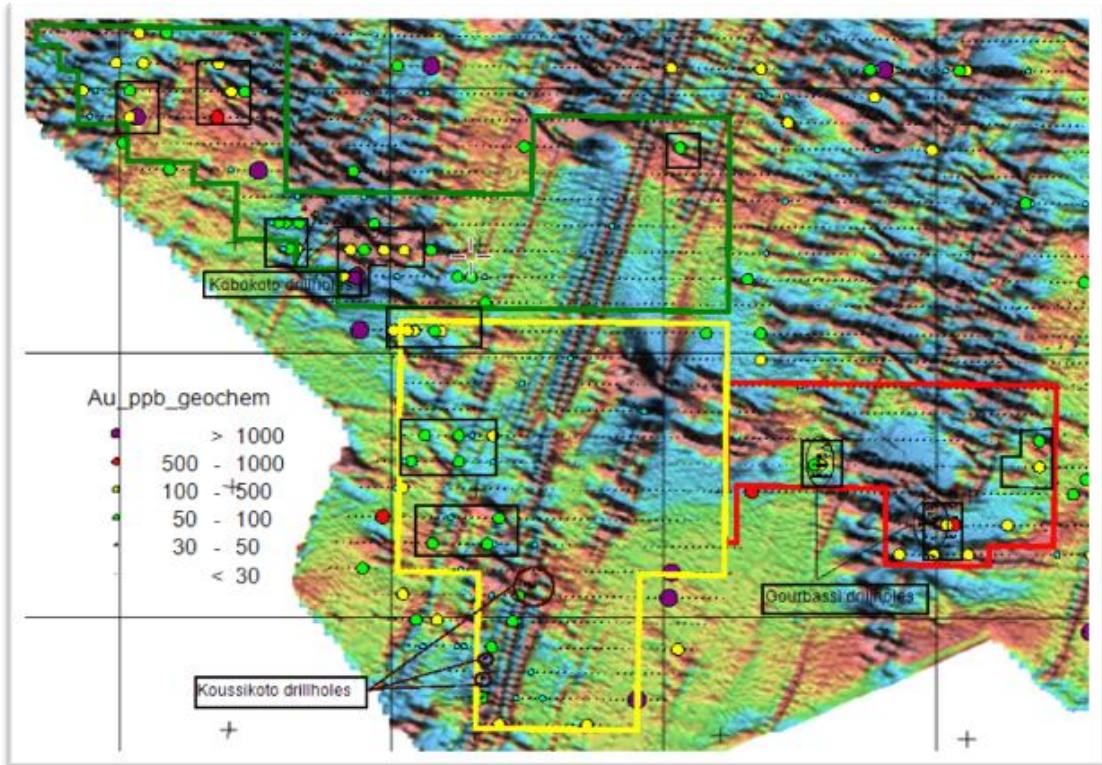 Kobokoto drillholes
Au_ppb_geochem
> 1000
500 - 1000
100 - 500
50 - 100
30 - 50
< 30
Gourbassi drillholes
Koussikoto drillholes